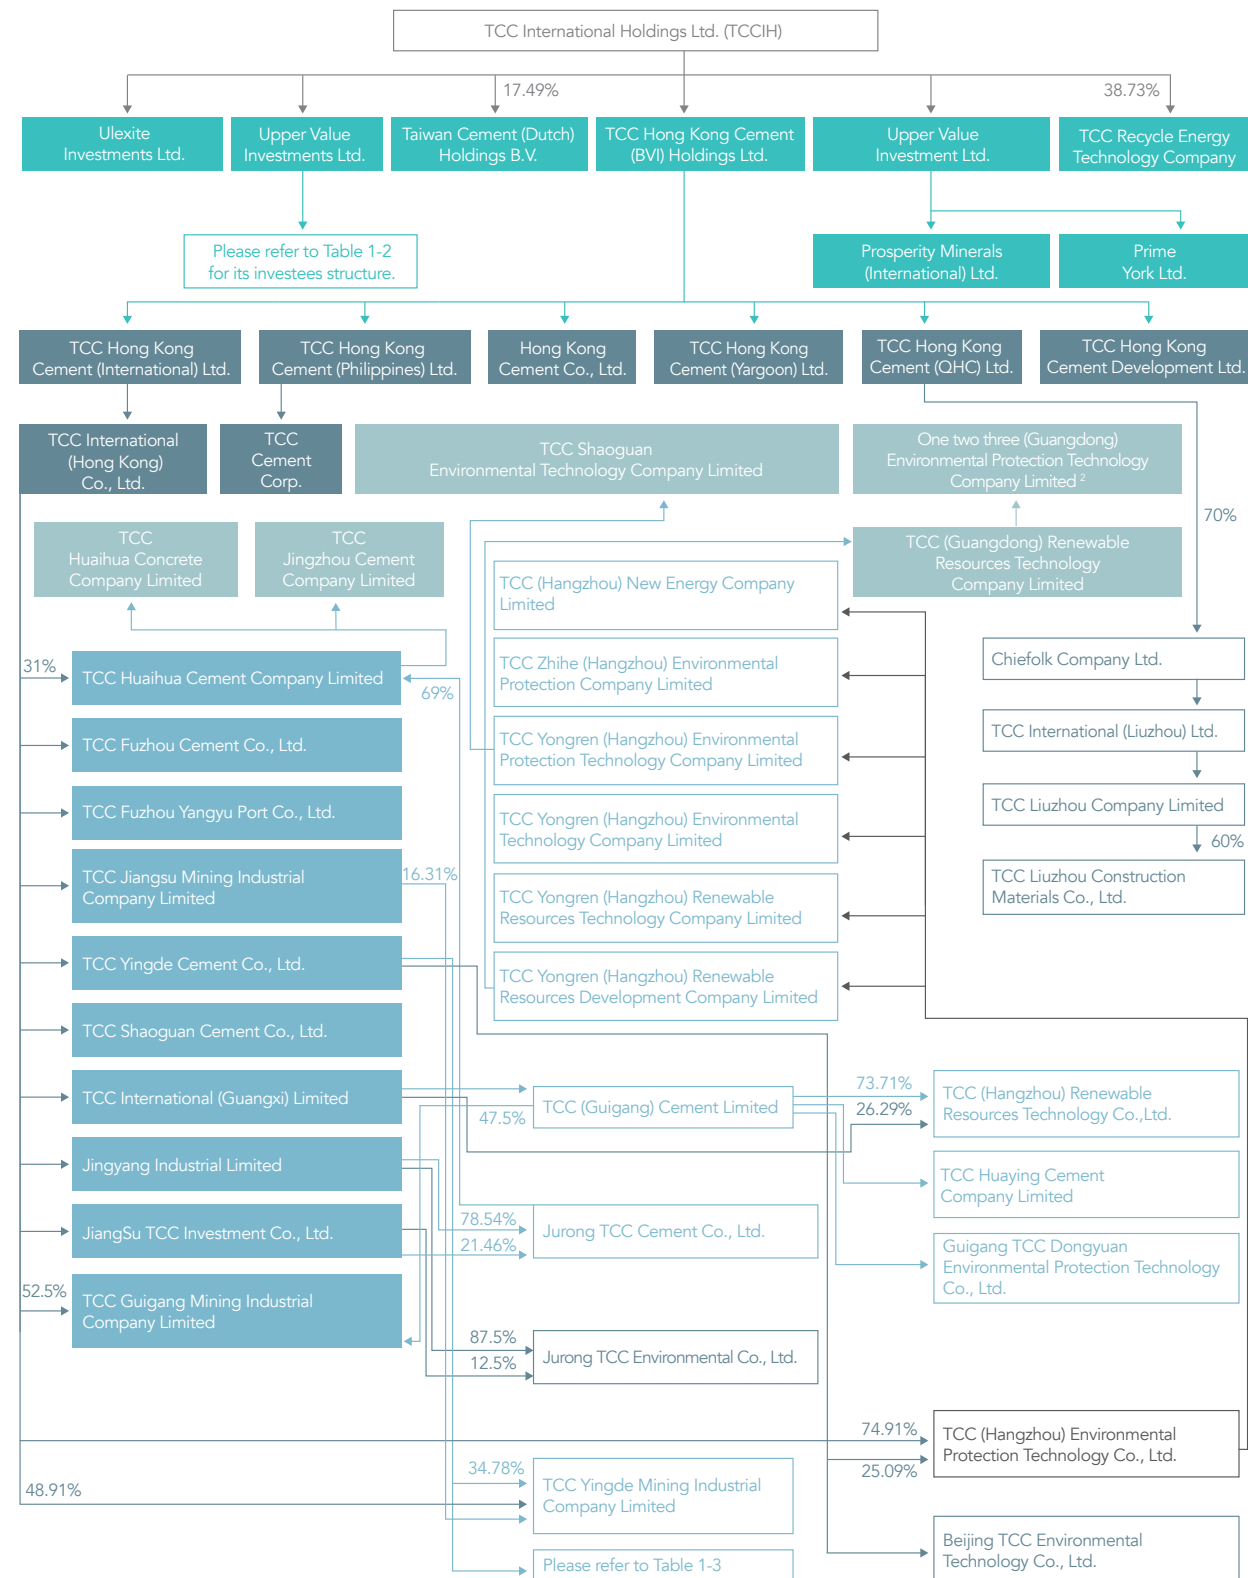 TCC International Holdings Ltd. (TCCIH)
17.49%
38.73%
Ulexite
Investments Ltd.
Upper Value
Investments Ltd.
Taiwan Cement (Dutch)
Holdings B.V.
TCC Hong Kong Cement
(BVI) Holdings Ltd.
Upper Value
Investment Ltd.
TCC Recycle Energy
Technology Company
Please refer to Table 1-2
for its investees structure.
Prosperity Minerals
(International) Ltd.
Prime
York Ltd.
TCC Hong Kong
Cement (International) Ltd.
TCC Hong Kong
Cement (Philippines) Ltd.
Hong Kong
Cement Co., Ltd.
TCC Hong Kong
Cement (Yargoon) Ltd.
TCC Hong Kong
Cement (QHC) Ltd.
TCC Hong Kong
Cement Development Ltd.
TCC International
(Hong Kong)
Co., Ltd.
TCC
Cement
Corp.
TCC Shaoguan
Environmental Technology Company Limited
One two three (Guangdong)
Environmental Protection Technology
Company Limited 2
70%
TCC
Huaihua Concrete
Company Limited
TCC
Jingzhou Cement
Company Limited
TCC (Guangdong) Renewable
Resources Technology
Company Limited
TCC (Hangzhou) New Energy Company
Limited
31%
TCC Huaihua Cement Company Limited
69%
TCC Zhihe (Hangzhou) Environmental
Protection Company Limited
Chiefolk Company Ltd.
TCC Fuzhou Cement Co., Ltd.
TCC Yongren (Hangzhou) Environmental
Protection Technology Company Limited
TCC International (Liuzhou) Ltd.
TCC Fuzhou Yangyu Port Co., Ltd.
TCC Yongren (Hangzhou) Environmental
Technology Company Limited
TCC Liuzhou Company Limited
60%
TCC Jiangsu Mining Industrial
Company Limited
16.31%
TCC Yongren (Hangzhou) Renewable
Resources Technology Company Limited
TCC Liuzhou Construction
Materials Co., Ltd.
TCC Yingde Cement Co., Ltd.
TCC Yongren (Hangzhou) Renewable
Resources Development Company Limited
TCC Shaoguan Cement Co., Ltd.
TCC International (Guangxi) Limited
47.5%
TCC (Guigang) Cement Limited
73.71%
26.29%
TCC (Hangzhou) Renewable
Resources Technology Co.,Ltd.
Jingyang Industrial Limited
TCC Huaying Cement
Company Limited
JiangSu TCC Investment Co., Ltd.
78.54%
21.46%
Jurong TCC Cement Co., Ltd.
Guigang TCC Dongyuan
Environmental Protection Technology
Co., Ltd.
52.5%
TCC Guigang Mining Industrial
Company Limited
87.5%
12.5%
Jurong TCC Environmental Co., Ltd.
74.91%
25.09%
TCC (Hangzhou) Environmental
Protection Technology Co., Ltd.
48.91%
34.78%
TCC Yingde Mining Industrial
Company Limited
Beijing TCC Environmental
Technology Co., Ltd.
Please refer to Table 1-3